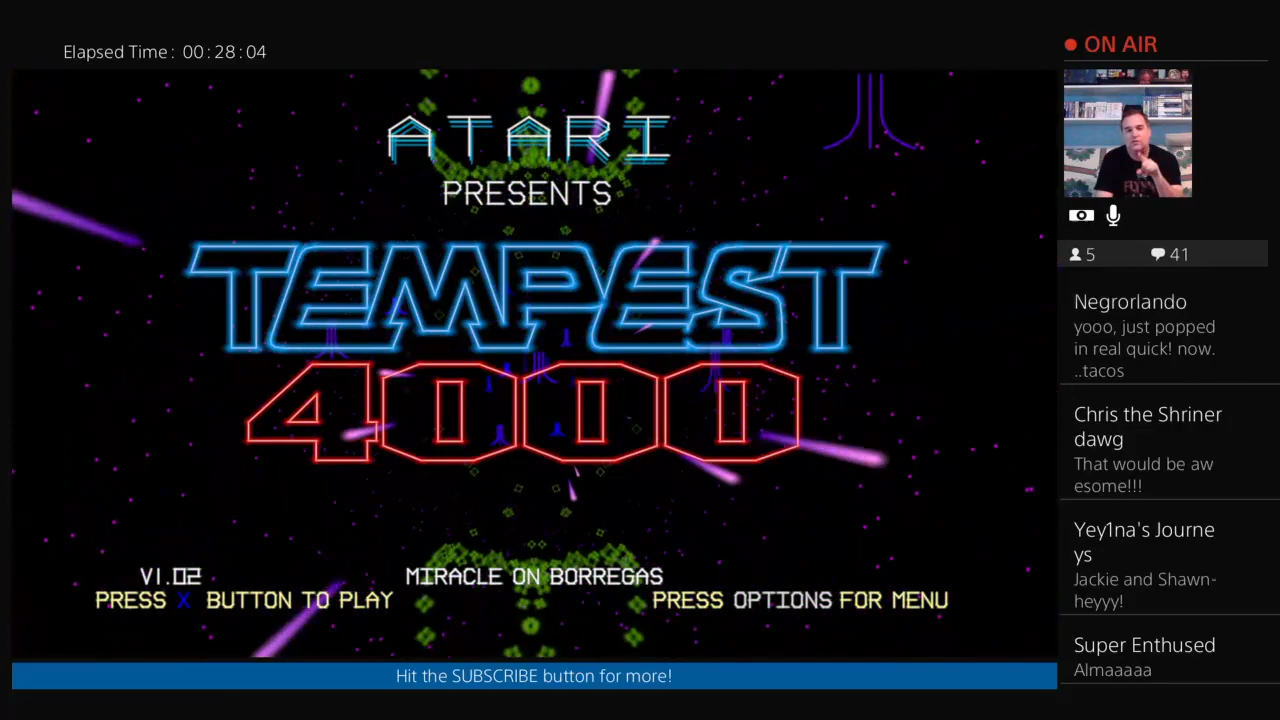 Elapsed Time: 00:28:04
ON AIR
ATARI
PRESENTS
TEMPEST
4000
V1.02
MIRACLE ON BORREGAS
PRESS X BUTTON TO PLAY
PRESS OPTIONS FOR MENU
Hit the SUBSCRIBE button for more!
5
41
Negrorlando
yooo, just popped
in real quick! now.
..tacos
Chris the Shriner
dawg
That would be aw
esome!!!
Yey1na's Journe
ys
Jackie and Shawn-
heyyy!
Super Enthused
Almaaaaa